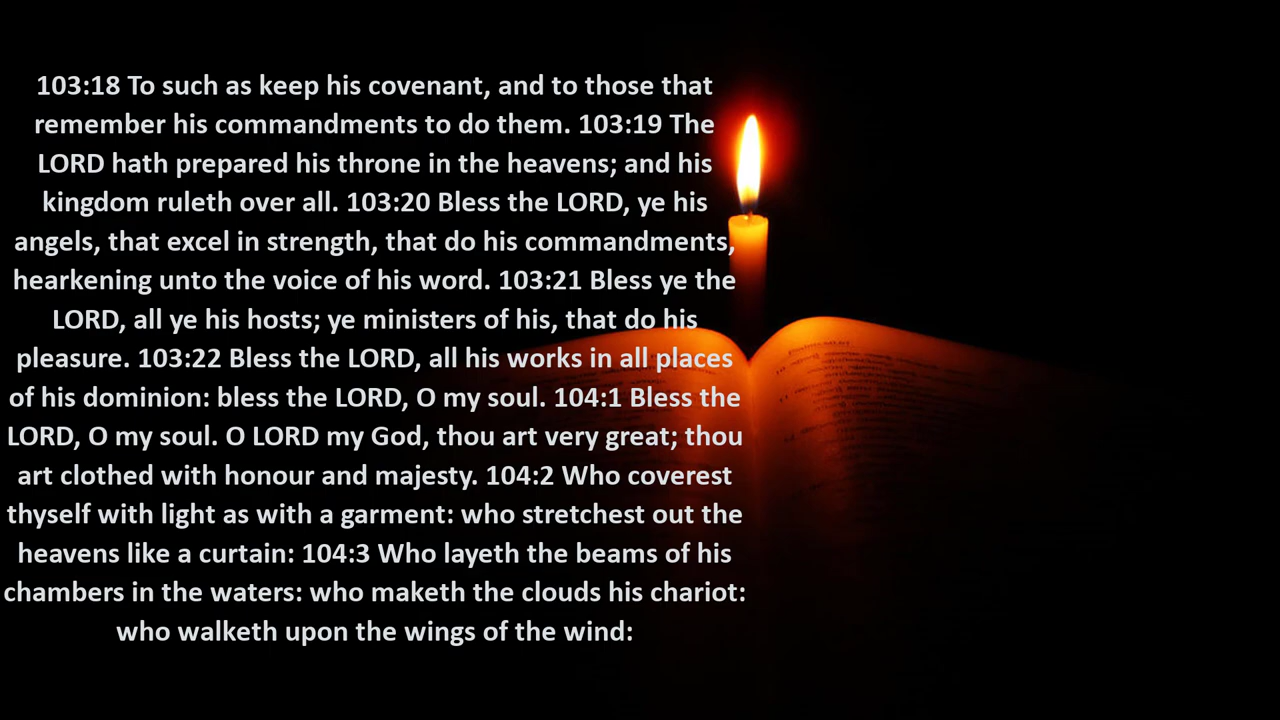 103:18 To such as keep his covenant, and to those that
remember his commandments to do them. 103:19 The
LORD hath prepared his throne in the heavens; and his
kingdom ruleth over all. 103:20 Bless the LORD, ye his
angels, that excel in strength, that do his commandments,
hearkening unto the voice of his word. 103:21 Bless ye the
LORD, all ye his hosts; ye ministers of his, that do his
pleasure. 103:22 Bless the LORD, all his works in all places
of his dominion: bless the LORD, O my soul. 104:1 Bless the
LORD, O my soul. O LORD my God, thou art very great; thou
art clothed with honour and majesty. 104:2 Who coverest
thyself with light as with a garment: who stretchest out the
heavens like a curtain: 104:3 Who layeth the beams of his
chambers in the waters: who maketh the clouds his chariot:
who walketh upon the wings of the wind: